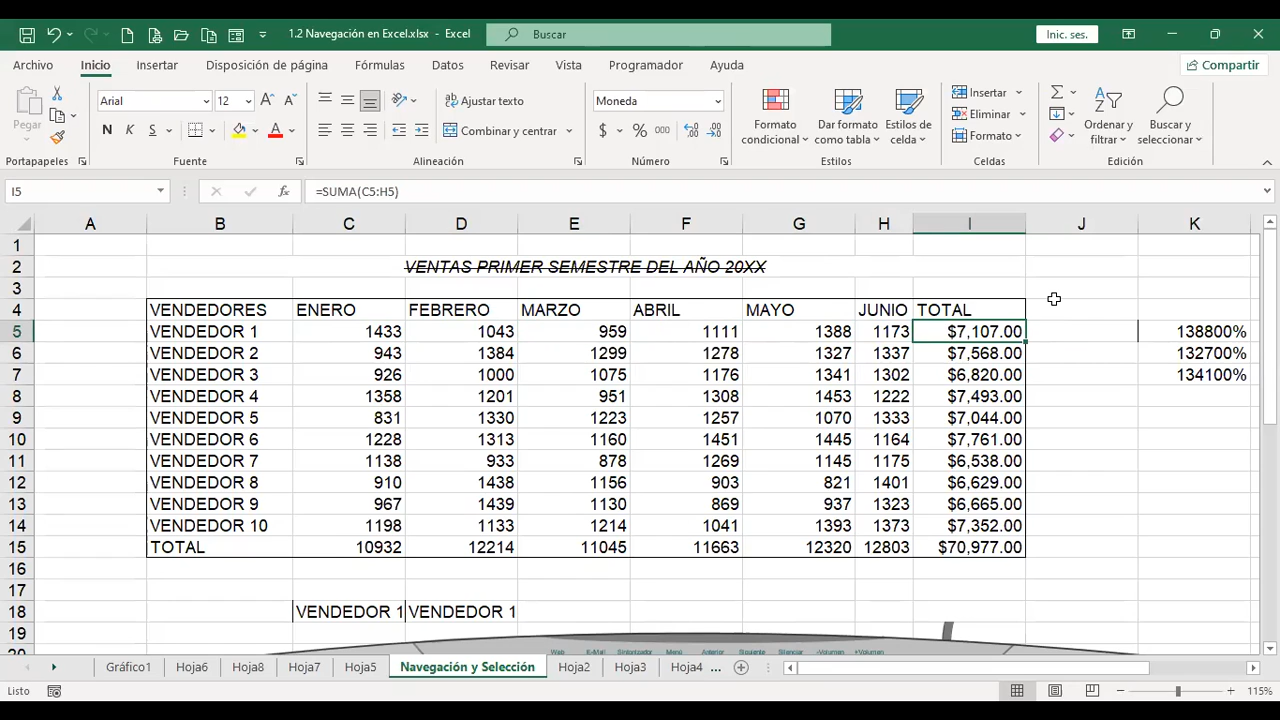 1.2 Navegación en Excel.xlsx - Excel
Buscar
Inic. ses.
Archivo Inicio Insertar Disposición de página Fórmulas Datos Revisar Vista Programador Ayuda Compartir
Pegar
Arial 12
Ajustar texto
Moneda
N K S A
Combinar y centrar
$ % 000
Formato condicional
Dar formato como tabla
Estilos de celda
Insertar
Eliminar
Formato
Ordenar y filtrar
Buscar y seleccionar
Portapapeles Fuente Alineación Número Estilos Celdas Edición
I5 fx =SUMA(C5:H5)
A B C D E F G H I J K
1
2 VENTAS PRIMER SEMESTRE DEL AÑO 20XX
3
4 VENDEDORES ENERO FEBRERO MARZO ABRIL MAYO JUNIO TOTAL
5 VENDEDOR 1 1433 1043 959 1111 1388 1173 $7,107.00 138800%
6 VENDEDOR 2 943 1384 1299 1278 1327 1337 $7,568.00 132700%
7 VENDEDOR 3 926 1000 1075 1176 1341 1302 $6,820.00 134100%
8 VENDEDOR 4 1358 1201 951 1308 1453 1222 $7,493.00
9 VENDEDOR 5 831 1330 1223 1257 1070 1333 $7,044.00
10 VENDEDOR 6 1228 1313 1160 1451 1445 1164 $7,761.00
11 VENDEDOR 7 1138 933 878 1269 1145 1175 $6,538.00
12 VENDEDOR 8 910 1438 1156 903 821 1401 $6,629.00
13 VENDEDOR 9 967 1439 1130 869 937 1323 $6,665.00
14 VENDEDOR 10 1198 1133 1214 1041 1393 1373 $7,352.00
15 TOTAL 10932 12214 11045 11663 12320 12803 $70,977.00
16
17
18 VENDEDOR 1 VENDEDOR 1
19
Web E-Mail Sintonizador Menú Anterior Siguiente Silenciar -Volumen +Volumen
Gráfico1 Hoja6 Hoja8 Hoja7 Hoja5 Navegación y Selección Hoja2 Hoja3 Hoja4 ...
Listo 115%